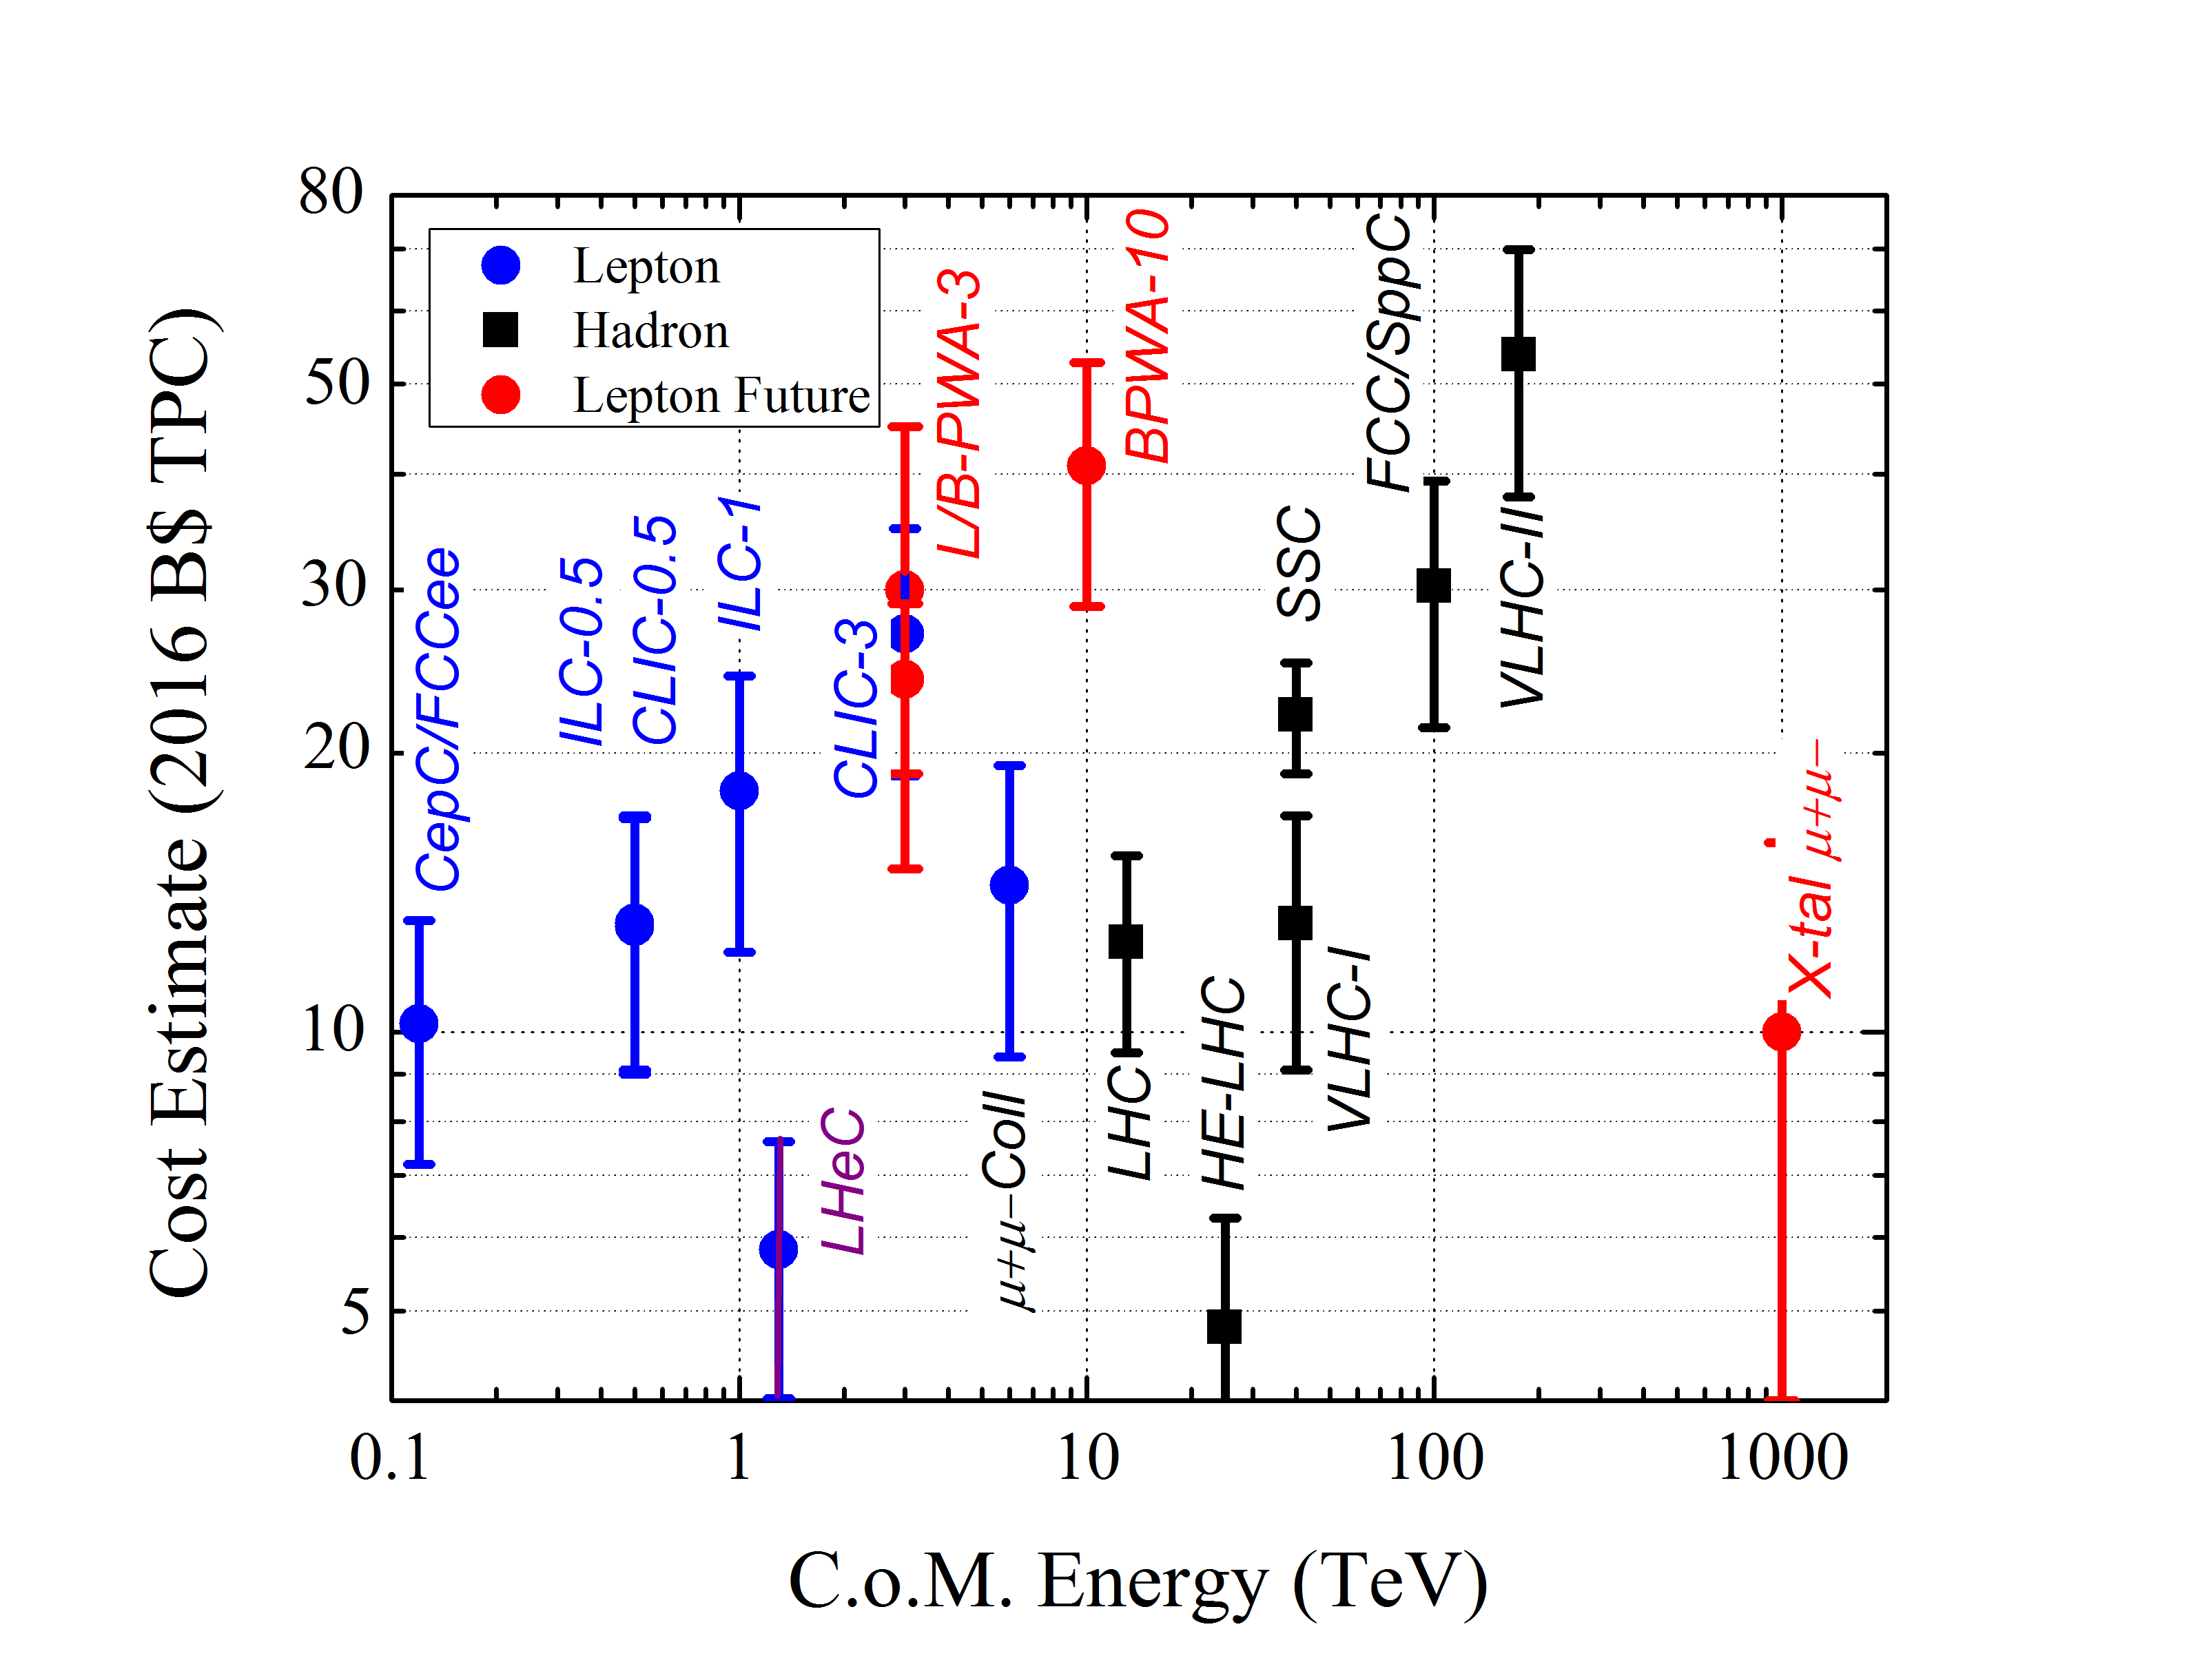 80
50
30
20
10
5
Cost Estimate (2016 B$ TPC)
Lepton
Hadron
Lepton Future
CepC/FCCee
ILC-0.5
CLIC-0.5
ILC-1
CLIC-3
L/B-PWA-3
BPWA-10
LHeC
μ+μ−Coll
LHC
HE-LHC
SSC
VLHC-I
FCC/SppC
VLHC-II
X-tal μ+μ−
0.1
1
10
100
1000
C.o.M. Energy (TeV)